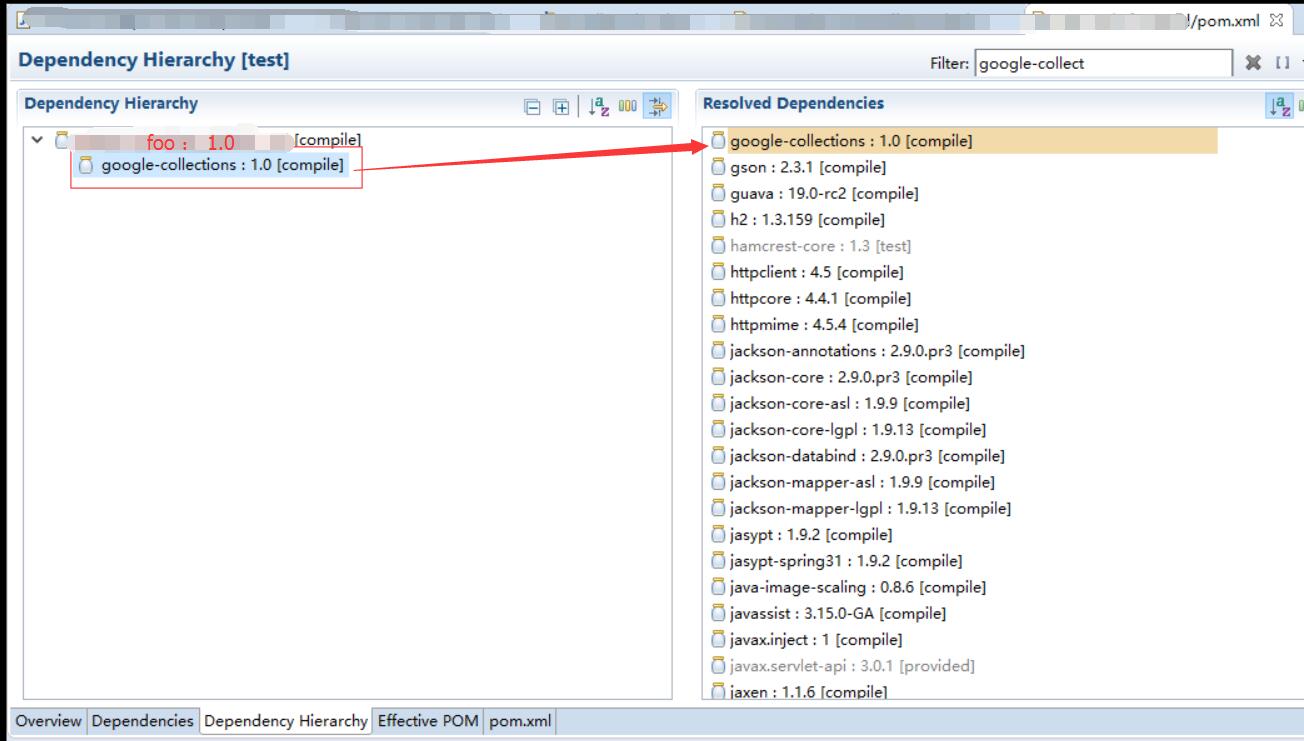 !/pom.xml
Dependency Hierarchy [test]
Filter: google-collect
Dependency Hierarchy
foo : 1.0 [compile]
google-collections : 1.0 [compile]
Resolved Dependencies
google-collections : 1.0 [compile]
gson : 2.3.1 [compile]
guava : 19.0-rc2 [compile]
h2 : 1.3.159 [compile]
hamcrest-core : 1.3 [test]
httpclient : 4.5 [compile]
httpcore : 4.4.1 [compile]
httpmime : 4.5.4 [compile]
jackson-annotations : 2.9.0.pr3 [compile]
jackson-core : 2.9.0.pr3 [compile]
jackson-core-asl : 1.9.9 [compile]
jackson-core-lgpl : 1.9.13 [compile]
jackson-databind : 2.9.0.pr3 [compile]
jackson-mapper-asl : 1.9.9 [compile]
jackson-mapper-lgpl : 1.9.13 [compile]
jasypt : 1.9.2 [compile]
jasypt-spring31 : 1.9.2 [compile]
java-image-scaling : 0.8.6 [compile]
javassist : 3.15.0-GA [compile]
javax.inject : 1 [compile]
javax.servlet-api : 3.0.1 [provided]
jaxen : 1.1.6 [compile]
Overview Dependencies Dependency Hierarchy Effective POM pom.xml